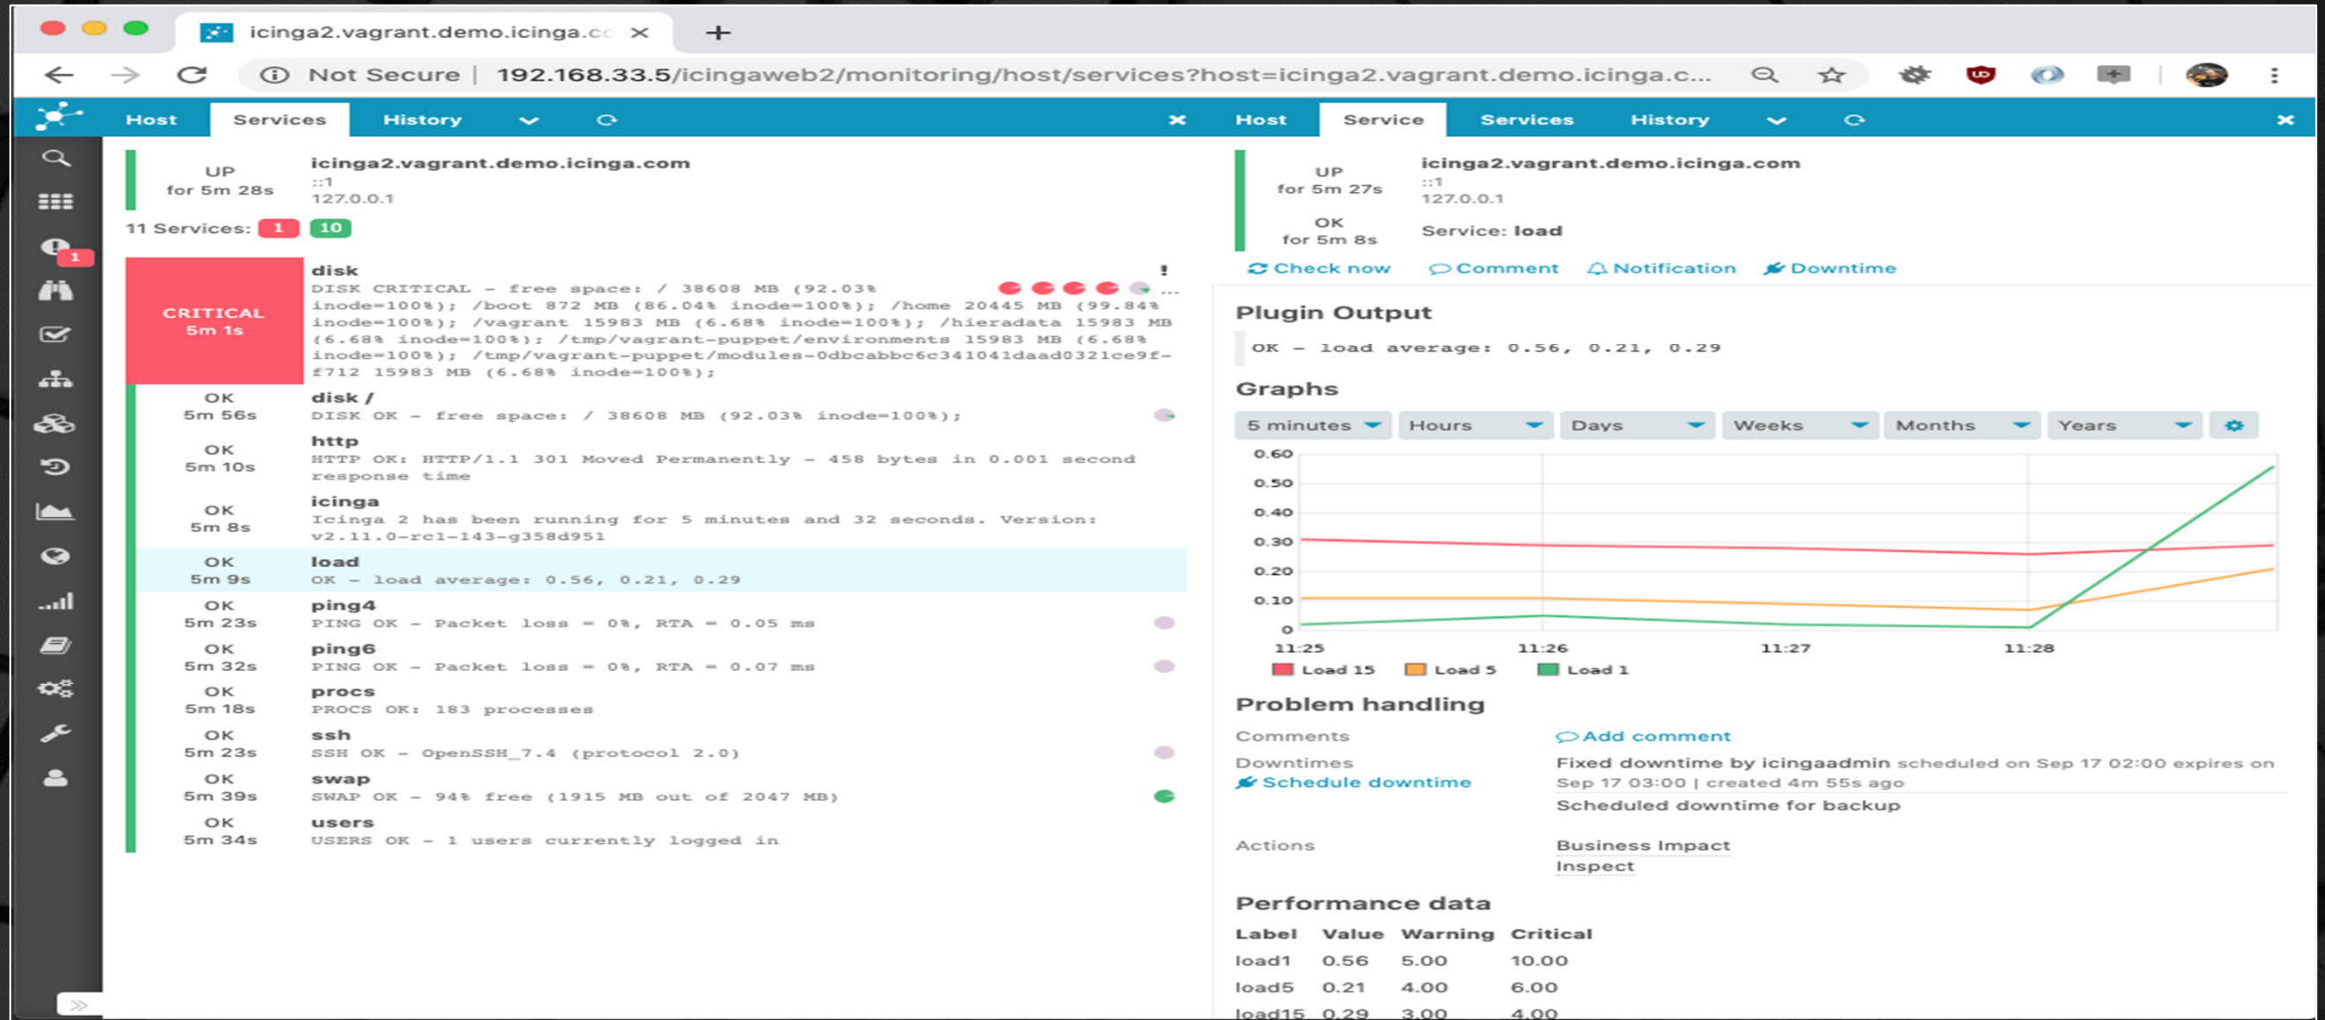 icinga2.vagrant.demo.icinga.cc
Not Secure | 192.168.33.5/icingaweb2/monitoring/host/services?host=icinga2.vagrant.demo.icinga.c...
Host Services History
UP
for 5m 28s
icinga2.vagrant.demo.icinga.com
::1
127.0.0.1
11 Services: 1 10
1
CRITICAL
5m 1s
disk
!
DISK CRITICAL - free space: / 38608 MB (92.03%
...
inode=100%); /boot 872 MB (86.04% inode=100%); /home 20445 MB (99.84%
inode=100%); /vagrant 15983 MB (6.68% inode=100%); /hieradata 15983 MB
(6.68% inode=100%); /tmp/vagrant-puppet/environments 15983 MB (6.68%
inode=100%); /tmp/vagrant-puppet/modules-0dbcabbc6c341041daad0321ce9f-
f712 15983 MB (6.68% inode=100%);
OK
5m 56s
disk /
DISK OK - free space: / 38608 MB (92.03% inode=100%);
OK
5m 10s
http
HTTP OK: HTTP/1.1 301 Moved Permanently - 458 bytes in 0.001 second
response time
OK
5m 8s
icinga
Icinga 2 has been running for 5 minutes and 32 seconds. Version:
v2.11.0-rc1-143-g358d951
OK
5m 9s
load
OK - load average: 0.56, 0.21, 0.29
OK
5m 23s
ping4
PING OK - Packet loss = 0%, RTA = 0.05 ms
OK
5m 32s
ping6
PING OK - Packet loss = 0%, RTA = 0.07 ms
OK
5m 18s
procs
PROCS OK: 183 processes
OK
5m 23s
ssh
SSH OK - OpenSSH_7.4 (protocol 2.0)
OK
5m 39s
swap
SWAP OK - 94% free (1915 MB out of 2047 MB)
OK
5m 34s
users
USERS OK - 1 users currently logged in
Host Service Services History
UP
for 5m 27s
icinga2.vagrant.demo.icinga.com
::1
127.0.0.1
OK
for 5m 8s
Service: load
Check now Comment Notification Downtime
Plugin Output
OK - load average: 0.56, 0.21, 0.29
Graphs
5 minutes Hours Days Weeks Months Years
0.60
0.50
0.40
0.30
0.20
0.10
0
11:25 11:26 11:27 11:28
Load 15 Load 5 Load 1
Problem handling
Comments
Add comment
Downtimes
Schedule downtime
Fixed downtime by icingaadmin scheduled on Sep 17 02:00 expires on
Sep 17 03:00 | created 4m 55s ago
Scheduled downtime for backup
Actions
Business Impact
Inspect
Performance data
Label Value Warning Critical
load1 0.56 5.00 10.00
load5 0.21 4.00 6.00
load15 0.29 3.00 4.00